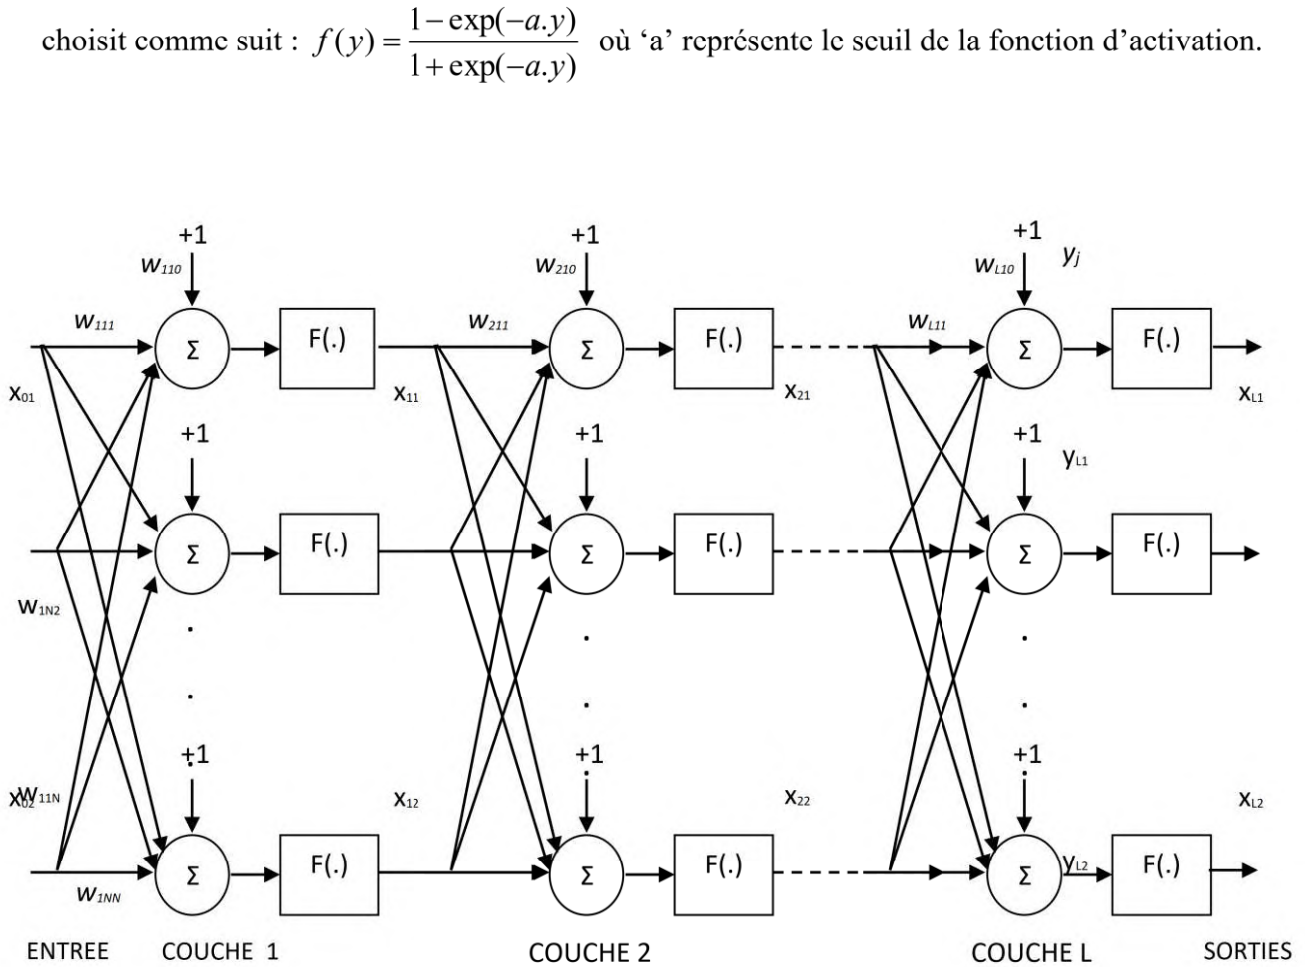 choisit comme suit : f(y) = \frac{1-exp(-a.y)}{1+exp(-a.y)} où ‘a’ représente le seuil de la fonction d’activation.
+1 +1 +1
w110 w210 wL10 yj
w111 w211 wL11
Σ F(.) Σ F(.) Σ F(.)
x01 x11 x21 xL1
+1 +1 +1
yL1
Σ F(.) Σ F(.) Σ F(.)
w1N2
+1 +1 +1
x02 w11N x12 x22 xL2
Σ F(.) Σ F(.) Σ yL2 F(.)
w1NN
ENTREE COUCHE 1 COUCHE 2 COUCHE L SORTIES